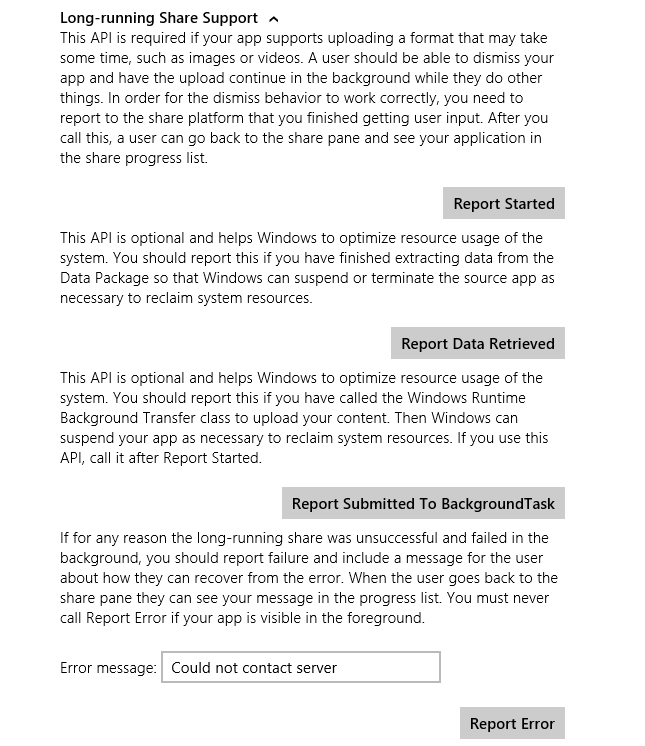 Long-running Share Support
This API is required if your app supports uploading a format that may take
some time, such as images or videos. A user should be able to dismiss your
app and have the upload continue in the background while they do other
things. In order for the dismiss behavior to work correctly, you need to
report to the share platform that you finished getting user input. After you
call this, a user can go back to the share pane and see your application in
the share progress list.
Report Started
This API is optional and helps Windows to optimize resource usage of the
system. You should report this if you have finished extracting data from the
Data Package so that Windows can suspend or terminate the source app as
necessary to reclaim system resources.
Report Data Retrieved
This API is optional and helps Windows to optimize resource usage of the
system. You should report this if you have called the Windows Runtime
Background Transfer class to upload your content. Then Windows can
suspend your app as necessary to reclaim system resources. If you use this
API, call it after Report Started.
Report Submitted To BackgroundTask
If for any reason the long-running share was unsuccessful and failed in the
background, you should report failure and include a message for the user
about how they can recover from the error. When the user goes back to the
share pane they can see your message in the progress list. You must never
call Report Error if your app is visible in the foreground.
Error message: Could not contact server
Report Error